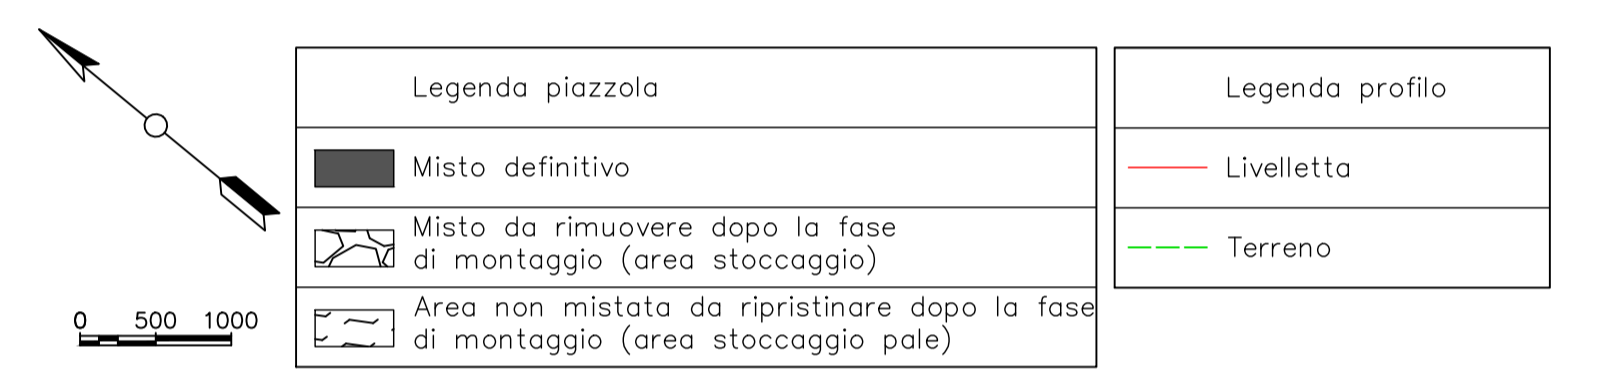 Legenda piazzola
Misto definitivo
Misto da rimuovere dopo la fase
di montaggio (area stoccaggio)
Area non mistata da ripristinare dopo la fase
di montaggio (area stoccaggio pale)
Legenda profilo
Livelletta
Terreno
0 500 1000